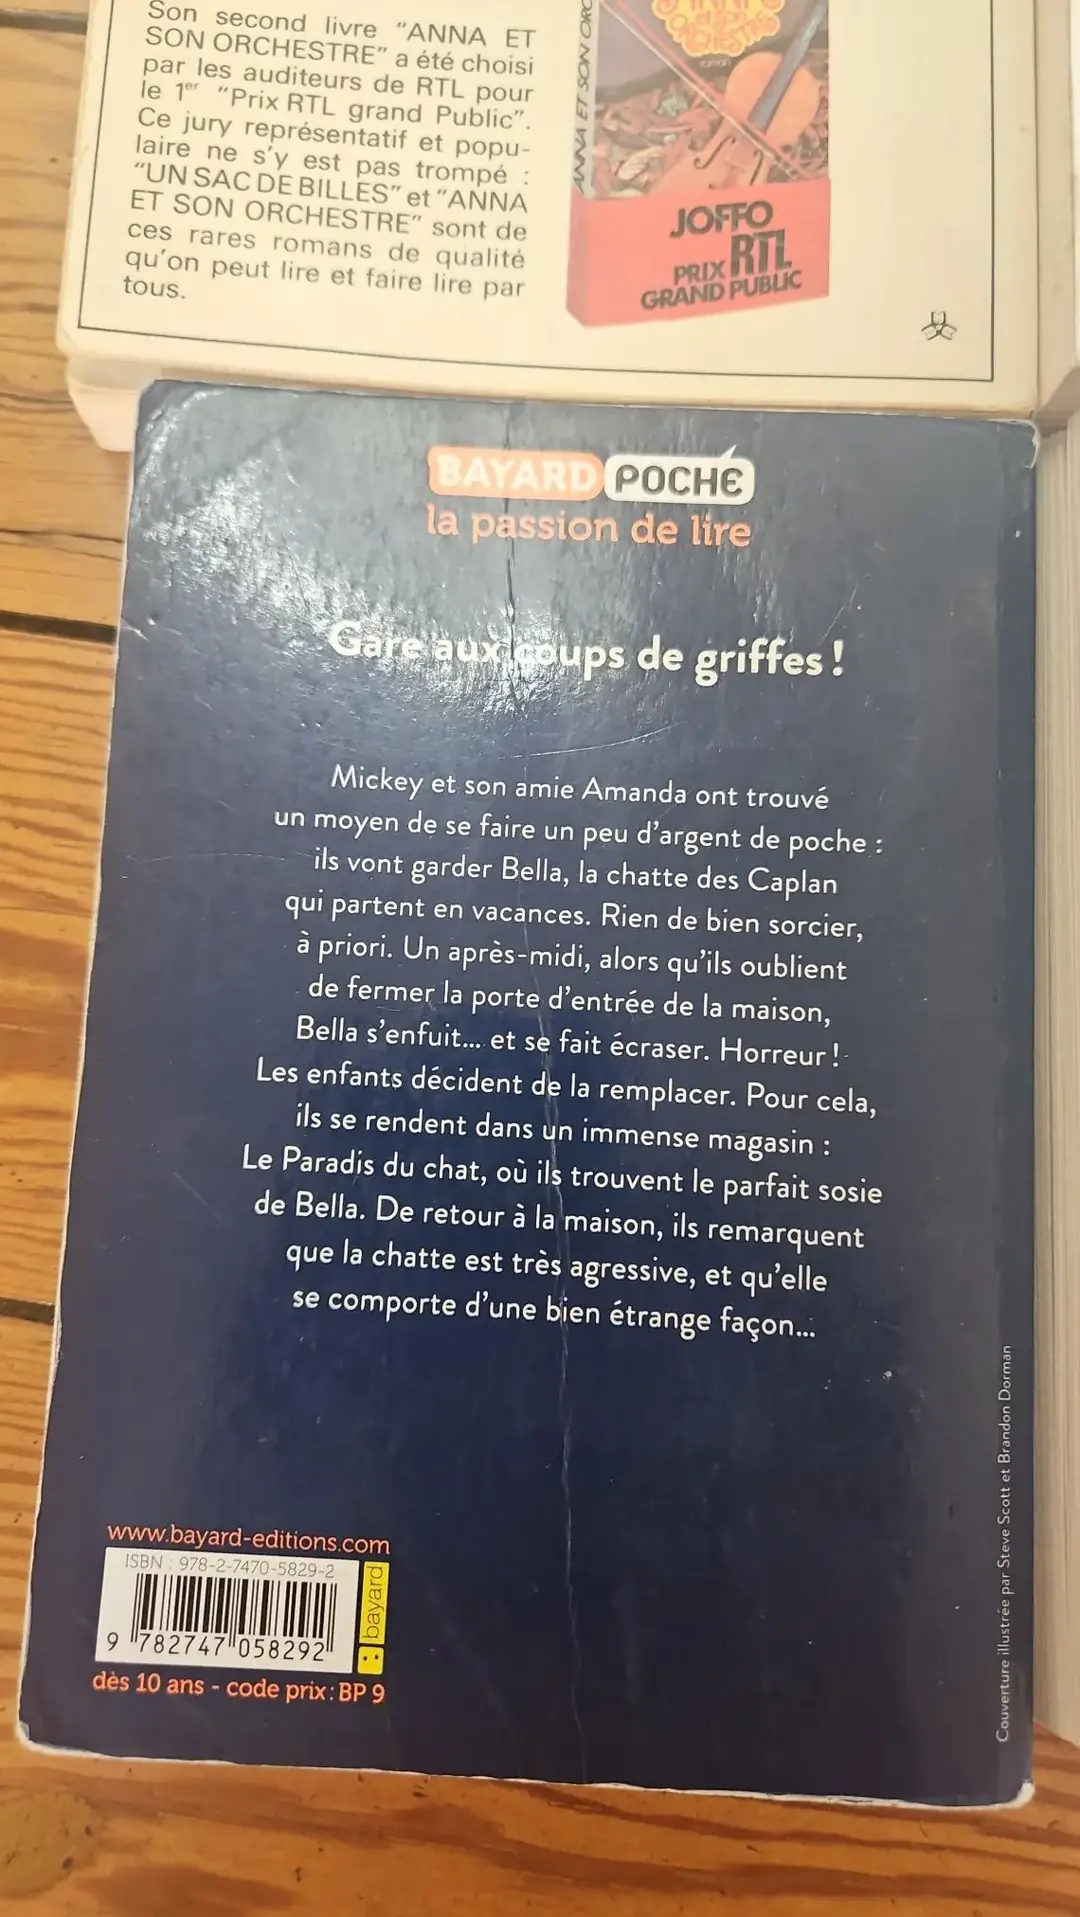 Son second livre "ANNA ET
SON ORCHESTRE" a été choisi
par les auditeurs de RTL pour
le 1er "Prix RTL grand Public".
Ce jury représentatif et popu-
laire ne s'y est pas trompé :
"UN SAC DE BILLES" et "ANNA
ET SON ORCHESTRE" sont de
ces rares romans de qualité
qu'on peut lire et faire lire par
tous.
ANNA ET SON ORC
roman
JOFFO
PRIX RTL
GRAND PUBLIC
BAYARD POCHE
la passion de lire
Gare aux coups de griffes !
Mickey et son amie Amanda ont trouvé
un moyen de se faire un peu d'argent de poche :
ils vont garder Bella, la chatte des Caplan
qui partent en vacances. Rien de bien sorcier,
à priori. Un après-midi, alors qu'ils oublient
de fermer la porte d'entrée de la maison,
Bella s'enfuit... et se fait écraser. Horreur !
Les enfants décident de la remplacer. Pour cela,
ils se rendent dans un immense magasin :
Le Paradis du chat, où ils trouvent le parfait sosie
de Bella. De retour à la maison, ils remarquent
que la chatte est très agressive, et qu'elle
se comporte d'une bien étrange façon...
Couverture illustrée par Steve Scott et Brandon Dorman
www.bayard-editions.com
ISBN : 978-2-7470-5829-2
9 782747 058292
bayard
dès 10 ans - code prix : BP 9